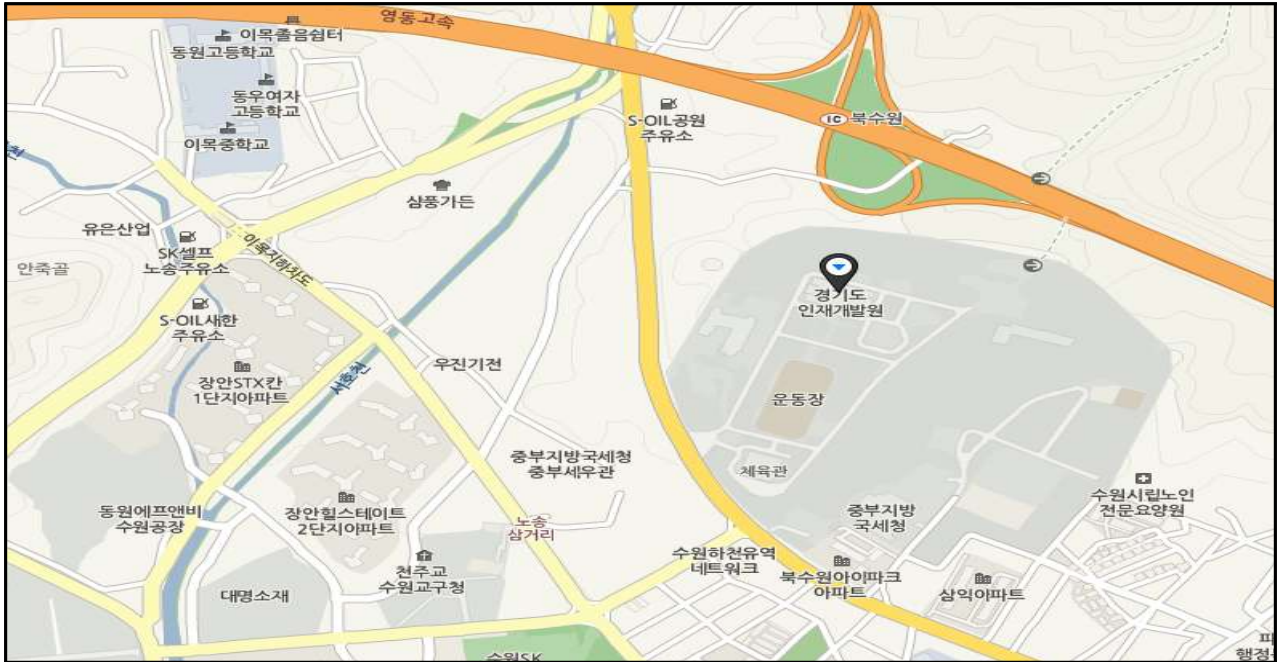 영동고속
이목졸음쉼터
동원고등학교
동우여자
고등학교
이목중학교
S-OIL공원
주유소
IC 북수원
천
삼풍가든
유은산업
SK셀프
노송주유소
이목지하차도
안죽골
경기도
인재개발원
S-OIL새한
주유소
우진기전
장안STX칸
1단지아파트
서호천
운동장
중부지방국세청
중부세우관
체육관
동원에프앤비
수원공장
장안힐스테이트
2단지아파트
노송
삼거리
중부지방
국세청
수원시립노인
전문요양원
천주교
수원교구청
수원하천유역
네트워크
북수원아이파크
아파트
삼익아파트
대명소재
수원SK
파
행정